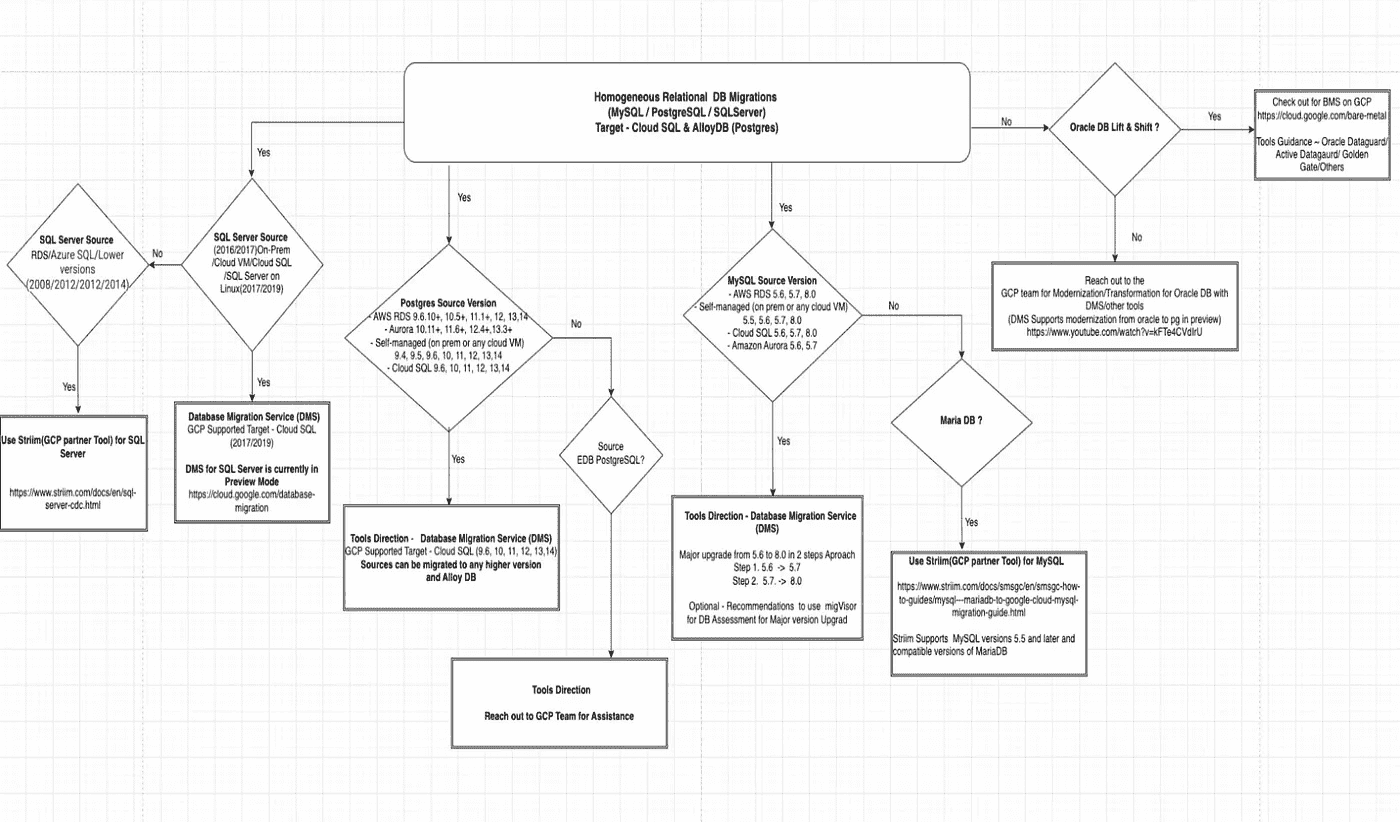 Homogeneous Relational  DB Migrations
(MySQL / PostgreSQL / SQLServer)
Target - Cloud SQL & AlloyDB (Postgres)
No
Oracle DB Lift & Shift ?
Yes
Check out for BMS on GCP
https://cloud.google.com/bare-metal
Tools Guidance ~ Oracle Dataguard/
Active Datagaurd/ Golden
Gate/Others
No
Reach out to the
GCP team for Modernization/Transformation for Oracle DB with
DMS/other tools
(DMS Supports modernization from oracle to pg in preview)
https://www.youtube.com/watch?v=kFTe4CVdIrU
Yes
SQL Server Source
(2016/2017)On-Prem
/Cloud VM/Cloud SQL
/SQL Server on
Linux(2017/2019)
No
SQL Server Source
RDS/Azure SQL/Lower
versions
(2008/2012/2012/2014)
Yes
Use Striim(GCP partner Tool) for SQL
Server
https://www.striim.com/docs/en/sql-
server-cdc.html
Yes
Database Migration Service (DMS)
GCP Supported Target - Cloud SQL
(2017/2019)
DMS for SQL Server is currently in
Preview Mode
https://cloud.google.com/database-
migration
Yes
Postgres Source Version
- AWS RDS 9.6.10+, 10.5+, 11.1+, 12, 13,14
- Aurora 10.11+, 11.6+, 12.4+,13.3+
- Self-managed (on prem or any cloud VM)
9.4, 9.5, 9.6, 10, 11, 12, 13,14
- Cloud SQL 9.6, 10, 11, 12, 13,14
No
Source
EDB PostgreSQL?
Yes
Tools Direction -   Database MIgration Service (DMS)
GCP Supported Target - Cloud SQL (9.6, 10, 11, 12, 13,14)
Sources can be migrated to any higher version
and Alloy DB
Tools Direction
Reach out to GCP Team for Assistance
Yes
MySQL Source Version
- AWS RDS 5.6, 5.7, 8.0
- Self-managed (on prem or any cloud VM)
5.5, 5.6, 5.7, 8.0
- Cloud SQL 5.6, 5.7, 8.0
- Amazon Aurora 5.6, 5.7
No
Maria DB ?
Yes
Tools Direction - Database Migration Service
(DMS)
Major upgrade from 5.6 to 8.0 in 2 steps Aproach
Step 1. 5.6  -> 5.7
Step 2.  5.7. -> 8.0
Optional - Recommendations  to use  migVisor
for DB Assessment for Major version Upgrad
Yes
Use Striim(GCP partner Tool) for MySQL
https://www.striim.com/docs/smsgc/en/smsgc-how-
to-guides/mysql---mariadb-to-google-cloud-mysql-
migration-guide.html
Striim Supports  MySQL versions 5.5 and later and
compatible versions of MariaDB